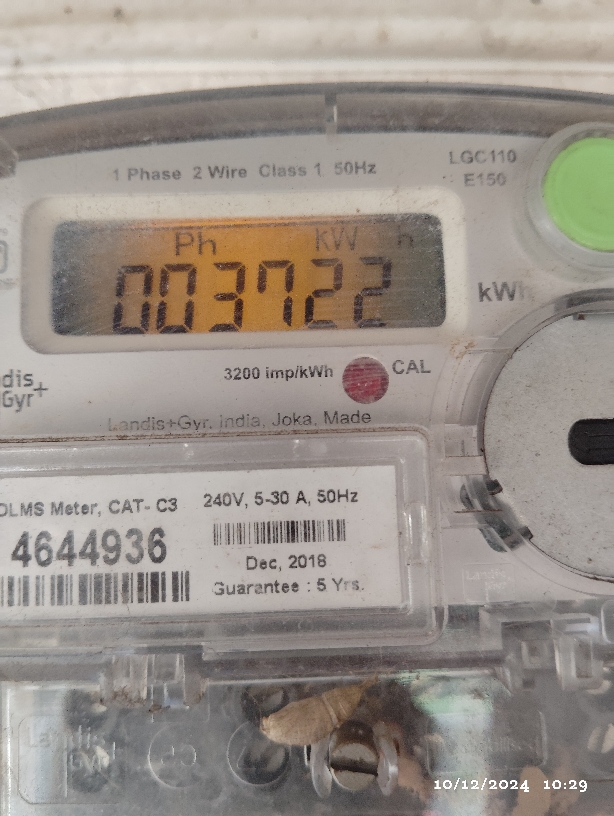 1 Phase 2 Wire Class 1 50Hz
LGC110
E150
Ph kW h
003722
kWh
3200 imp/kWh
CAL
dis+
Gyr
Landis+Gyr, India, Joka, Made
DLMS Meter, CAT- C3
240V, 5-30 A, 50Hz
4644936
Dec, 2018
Guarantee : 5 Yrs.
10/12/2024 10:29